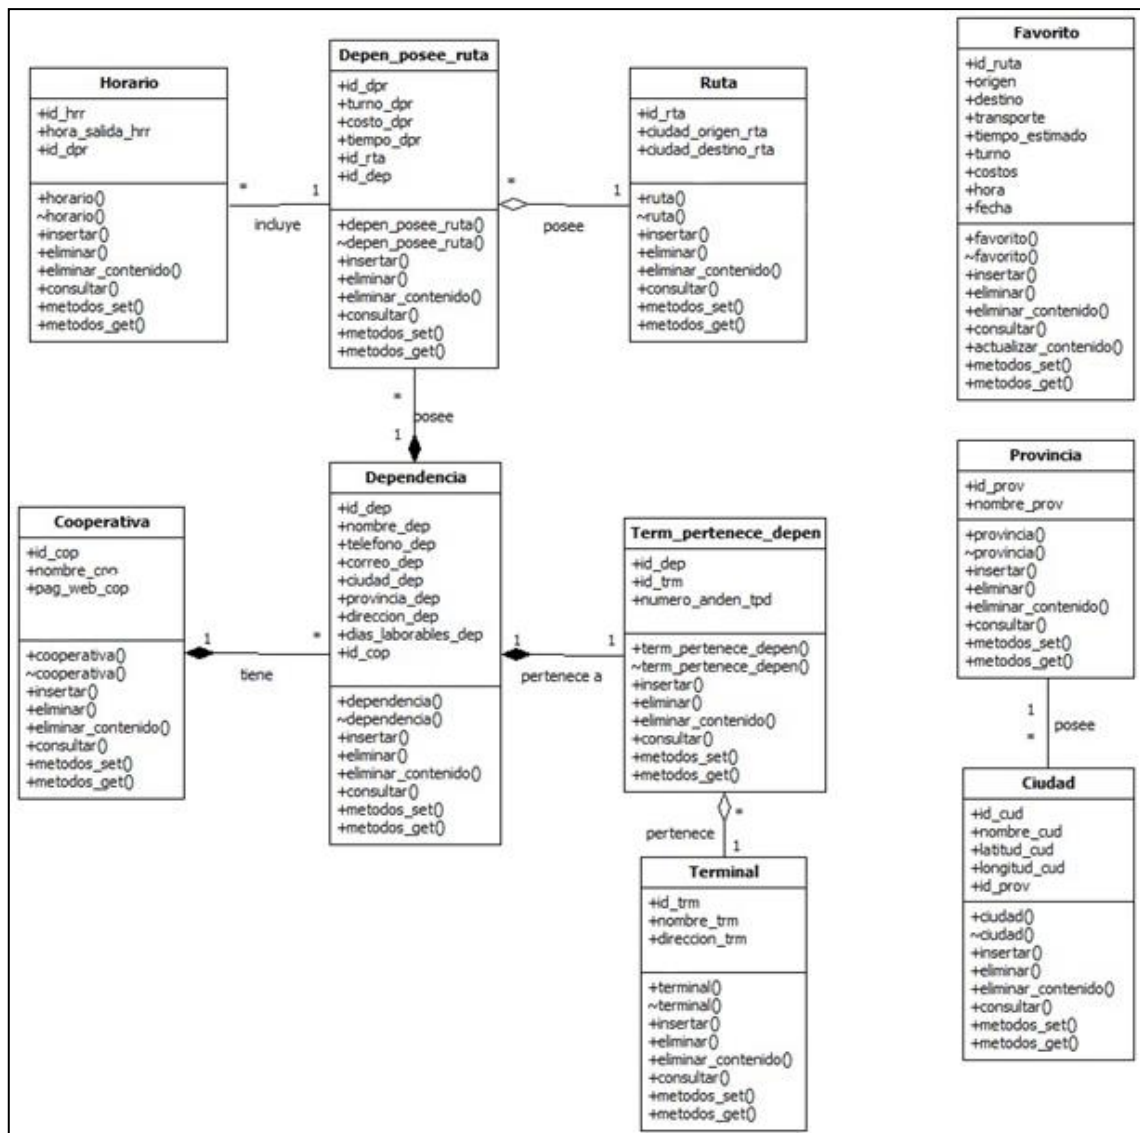 Horario
+id_hrr
+hora_salida_hrr
+id_dpr
+horario()
~horario()
+insertar()
+eliminar()
+eliminar_contenido()
+consultar()
+metodos_set()
+metodos_get()
*
1
incluye
Depen_posee_ruta
+id_dpr
+turno_dpr
+costo_dpr
+tiempo_dpr
+id_rta
+id_dep
+depen_posee_ruta()
~depen_posee_ruta()
+insertar()
+eliminar()
+eliminar_contenido()
+consultar()
+metodos_set()
+metodos_get()
*
1
posee
Ruta
+id_rta
+ciudad_origen_rta
+ciudad_destino_rta
+ruta()
~ruta()
+insertar()
+eliminar()
+eliminar_contenido()
+consultar()
+metodos_set()
+metodos_get()
Favorito
+id_ruta
+origen
+destino
+transporte
+tiempo_estimado
+turno
+costos
+hora
+fecha
+favorito()
~favorito()
+insertar()
+eliminar()
+eliminar_contenido()
+consultar()
+actualizar_contenido()
+metodos_set()
+metodos_get()
*
posee
1
Cooperativa
+id_cop
+nombre_cop
+pag_web_cop
+cooperativa()
~cooperativa()
+insertar()
+eliminar()
+eliminar_contenido()
+consultar()
+metodos_set()
+metodos_get()
1
*
tiene
Dependencia
+id_dep
+nombre_dep
+telefono_dep
+correo_dep
+ciudad_dep
+provincia_dep
+direccion_dep
+dias_laborables_dep
+id_cop
+dependencia()
~dependencia()
+insertar()
+eliminar()
+eliminar_contenido()
+consultar()
+metodos_set()
+metodos_get()
1
1
pertenece a
Term_pertenece_depen
+id_dep
+id_trm
+numero_anden_tpd
+term_pertenece_depen()
~term_pertenece_depen()
+insertar()
+eliminar()
+eliminar_contenido()
+consultar()
+metodos_set()
+metodos_get()
*
pertenece
1
Terminal
+id_trm
+nombre_trm
+direccion_trm
+terminal()
~terminal()
+insertar()
+eliminar()
+eliminar_contenido()
+consultar()
+metodos_set()
+metodos_get()
Provincia
+id_prov
+nombre_prov
+provincia()
~provincia()
+insertar()
+eliminar()
+eliminar_contenido()
+consultar()
+metodos_set()
+metodos_get()
1
posee
*
Ciudad
+id_cud
+nombre_cud
+latitud_cud
+longitud_cud
+id_prov
+ciudad()
~ciudad()
+insertar()
+eliminar()
+eliminar_contenido()
+consultar()
+metodos_set()
+metodos_get()